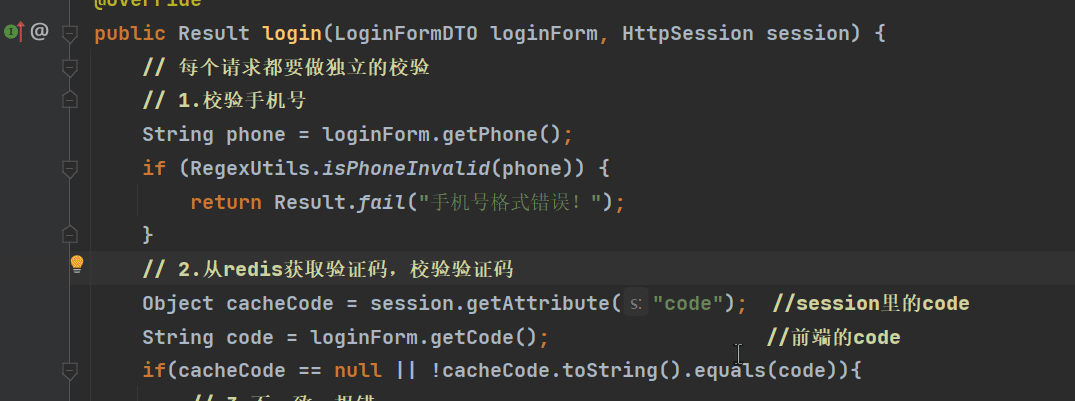 @Override
public Result login(LoginFormDTO loginForm, HttpSession session) {
// 每个请求都要做独立的校验
// 1.校验手机号
String phone = loginForm.getPhone();
if (RegexUtils.isPhoneInvalid(phone)) {
return Result.fail("手机号格式错误！");
}
// 2.从redis获取验证码，校验验证码
Object cacheCode = session.getAttribute( s: "code"); //session里的code
String code = loginForm.getCode(); //前端的code
if(cacheCode == null || !cacheCode.toString().equals(code)){